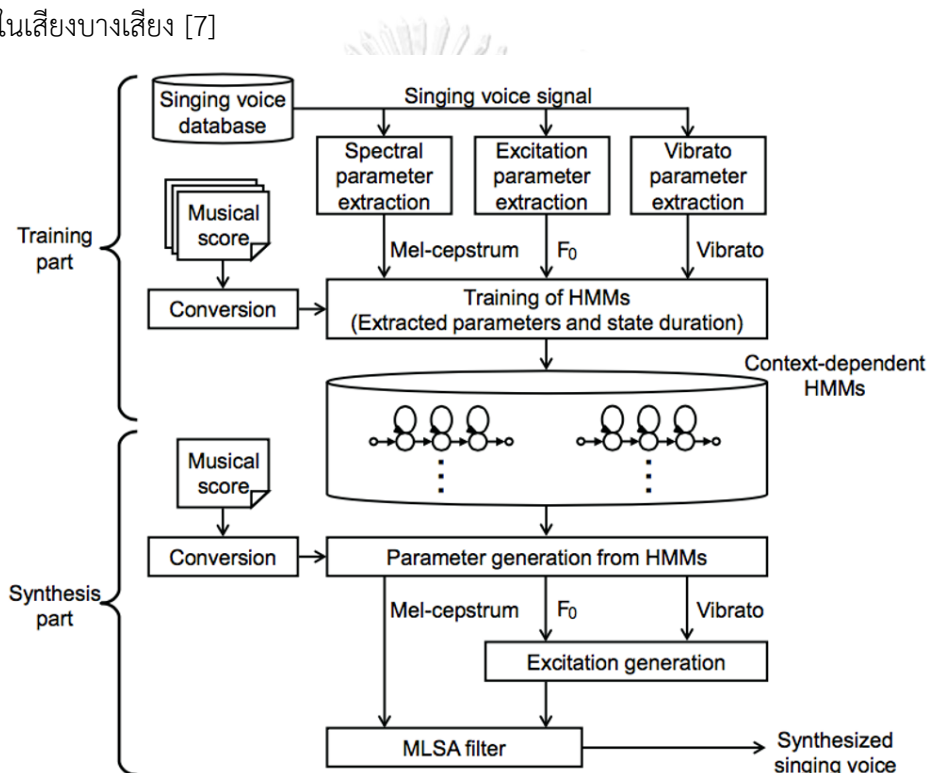 ในเสียงบางเสียง [7]
Singing voice
database
Singing voice signal
Spectral
parameter
extraction
Excitation
parameter
extraction
Vibrato
parameter
extraction
Musical
score
Training
part
Mel-cepstrum
F0
Vibrato
Conversion
Training of HMMs
(Extracted parameters and state duration)
Context-dependent
HMMs
Musical
score
Conversion
Parameter generation from HMMs
Synthesis
part
Mel-cepstrum
F0
Vibrato
Excitation generation
MLSA filter
Synthesized
singing voice